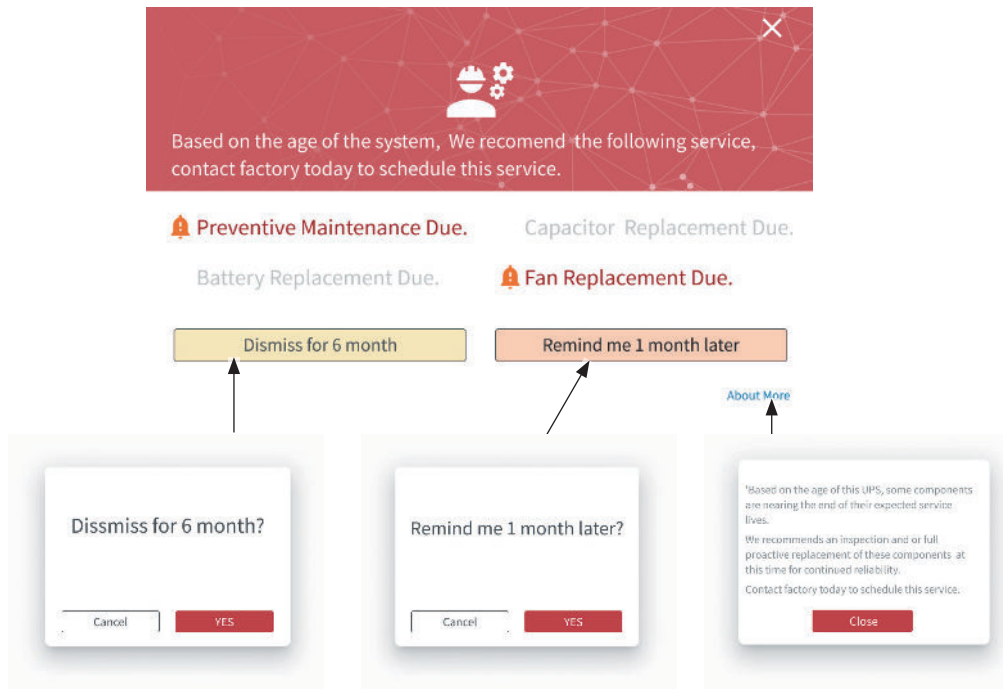 Based on the age of the system, We recomend the following service,
contact factory today to schedule this service.
Preventive Maintenance Due.
Capacitor Replacement Due.
Battery Replacement Due.
Fan Replacement Due.
Dismiss for 6 month
Remind me 1 month later
About More
Dissmiss for 6 month?
Cancel
YES
Remind me 1 month later?
Cancel
YES
'Based on the age of this UPS, some components
are nearing the end of their expected service
lives.
We recommends an inspection and or full
proactive replacement of these components at
this time for continued reliability.
Contact factory today to schedule this service.
Close